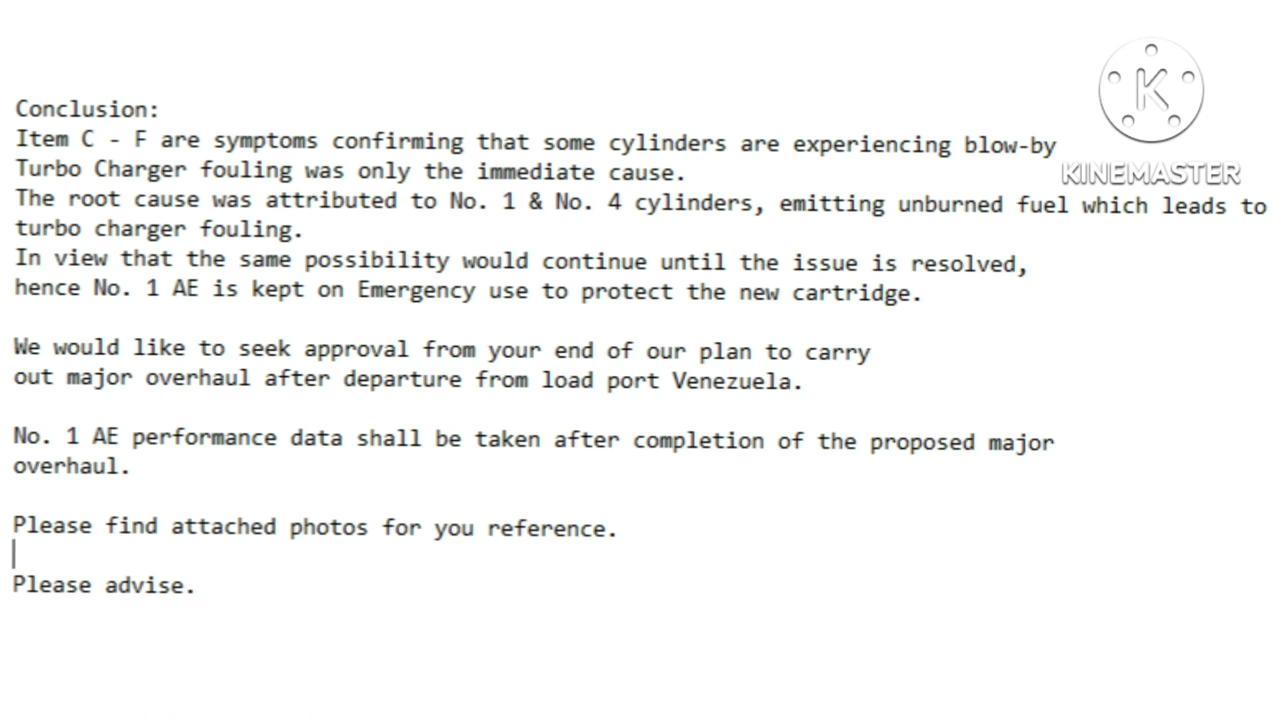 K
KINEMASTER
Conclusion:
Item C - F are symptoms confirming that some cylinders are experiencing blow-by
Turbo Charger fouling was only the immediate cause.
The root cause was attributed to No. 1 & No. 4 cylinders, emitting unburned fuel which leads to
turbo charger fouling.
In view that the same possibility would continue until the issue is resolved,
hence No. 1 AE is kept on Emergency use to protect the new cartridge.
We would like to seek approval from your end of our plan to carry
out major overhaul after departure from load port Venezuela.
No. 1 AE performance data shall be taken after completion of the proposed major
overhaul.
Please find attached photos for you reference.
Please advise.